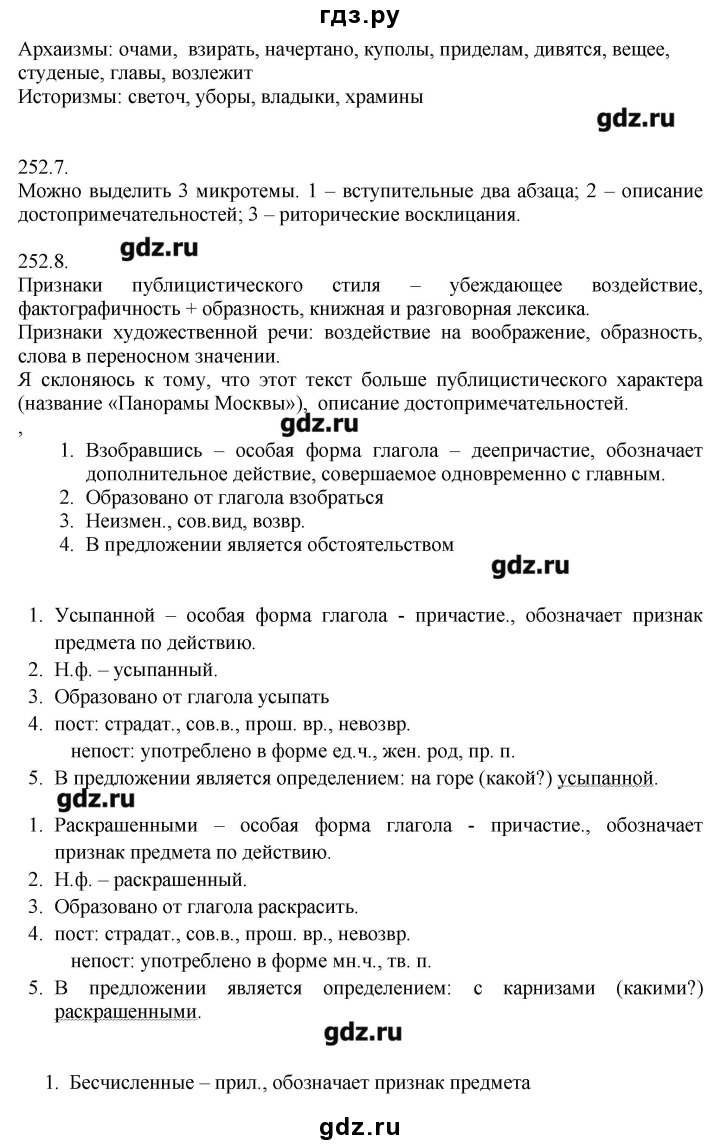 гдз.ру
Архаизмы: очами, взирать, начертано, куполы, приделам, дивятся, вещее,
студеные, главы, возлежит
Историзмы: светоч, уборы, владыки, храмины
gdz.ru
252.7.
Можно выделить 3 микротемы. 1 – вступительные два абзаца; 2 – описание
достопримечательностей; 3 – риторические восклицания.
gdz.ru
252.8.
Признаки публицистического стиля – убеждающее воздействие,
фактографичность + образность, книжная и разговорная лексика.
Признаки художественной речи: воздействие на воображение, образность,
слова в переносном значении.
Я склоняюсь к тому, что этот текст больше публицистического характера
(название «Панорамы Москвы»), описание достопримечательностей.
gdz.ru
,
1. Взобравшись – особая форма глагола – деепричастие, обозначает
дополнительное действие, совершаемое одновременно с главным.
2. Образовано от глагола взобраться
3. Неизмен., сов.вид, возвр.
4. В предложении является обстоятельством
gdz.ru
1. Усыпанной – особая форма глагола - причастие., обозначает признак
предмета по действию.
2. Н.ф. – усыпанный.
3. Образовано от глагола усыпать
4. пост: страдат., сов.в., прош. вр., невозвр.
непост: употреблено в форме ед.ч., жен. род, пр. п.
5. В предложении является определением: на горе (какой?) усыпанной.
gdz.ru
1. Раскрашенными – особая форма глагола - причастие., обозначает
признак предмета по действию.
2. Н.ф. – раскрашенный.
3. Образовано от глагола раскрасить.
4. пост: страдат., сов.в., прош. вр., невозвр.
непост: употреблено в форме мн.ч., тв. п.
5. В предложении является определением: с карнизами (какими?)
раскрашенными.
gdz.ru
1. Бесчисленные – прил., обозначает признак предмета
gdz.ru